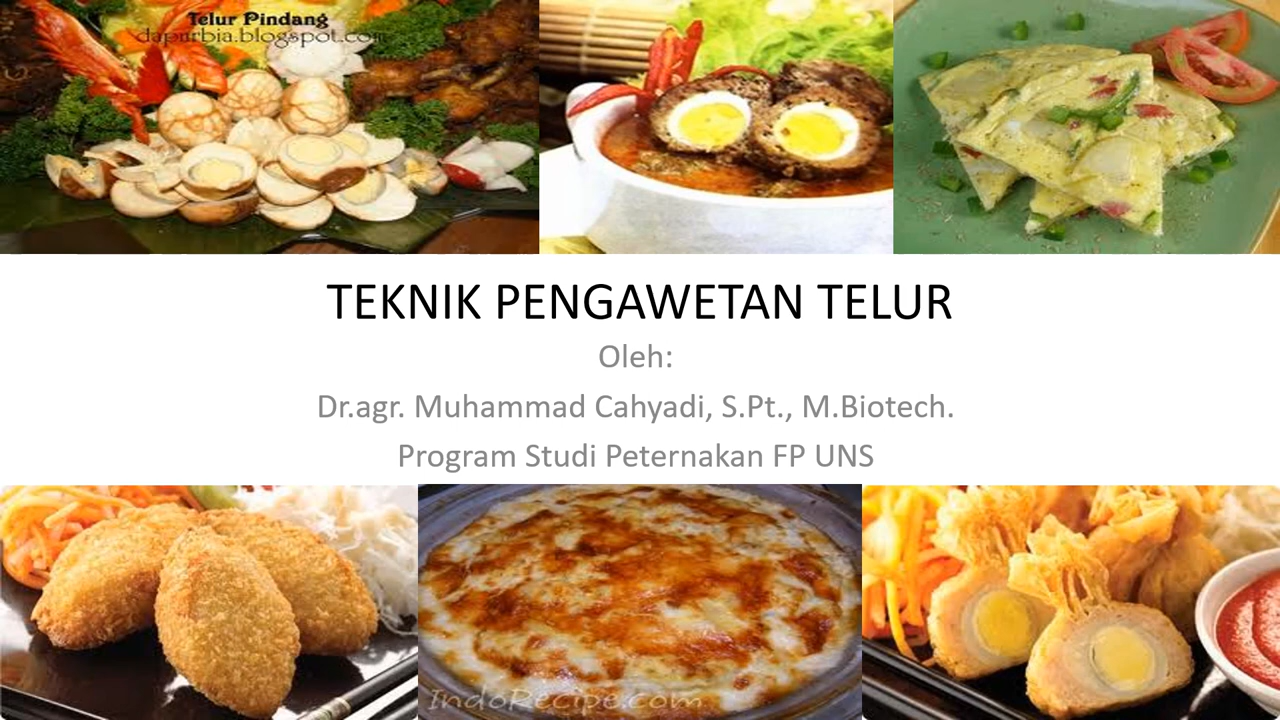 Telur Pindang
dapurbia.blogspot.com
TEKNIK PENGAWETAN TELUR
Oleh:
Dr.agr. Muhammad Cahyadi, S.Pt., M.Biotech.
Program Studi Peternakan FP UNS
IndoRecipe.com